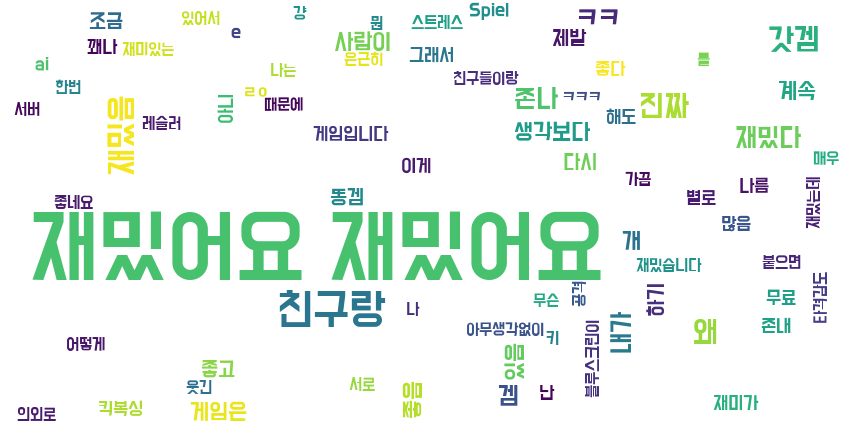 조금
있어서
걍
뭔
스트레스
Spiel
ㅋㅋ
e
꽤나
재미있는
사람이
은근히
그래서
제발
갓겜
ai
한번
나는
친구들이랑
좋다
서버
재밌음
레슬러
아니
ㄹㅇ
때문에
존나
ㅋㅋㅋ
해도
진짜
계속
게임입니다
생각보다
재밌다
이게
다시
매우
가끔
나름
좋네요
똥겜
별로
재밌는데
많음
재밌어요 재밌어요
개
재밌습니다
붙으면
친구랑
나
무슨
공격
하기
무료
타격감도
어떻게
아무생각없이
키
내가
왜
존내
좋고
웃긴
있음
블루스크린이
서로
좋음
겜
난
의외로
킥복싱
게임은
재미가